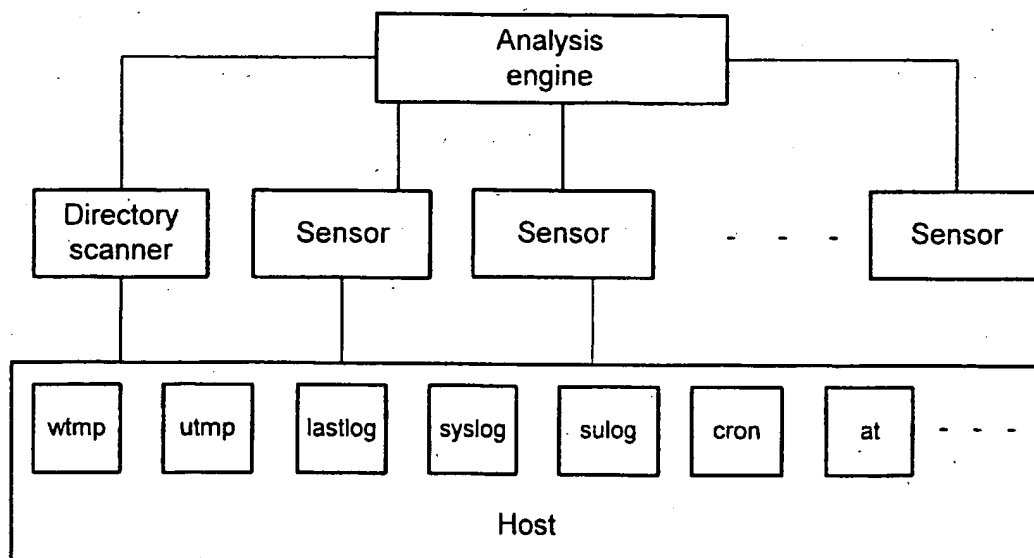 Analysis
engine
Directory
scanner
Sensor
Sensor
Sensor
wtmp
utmp
lastlog
syslog
sulog
cron
at
Host